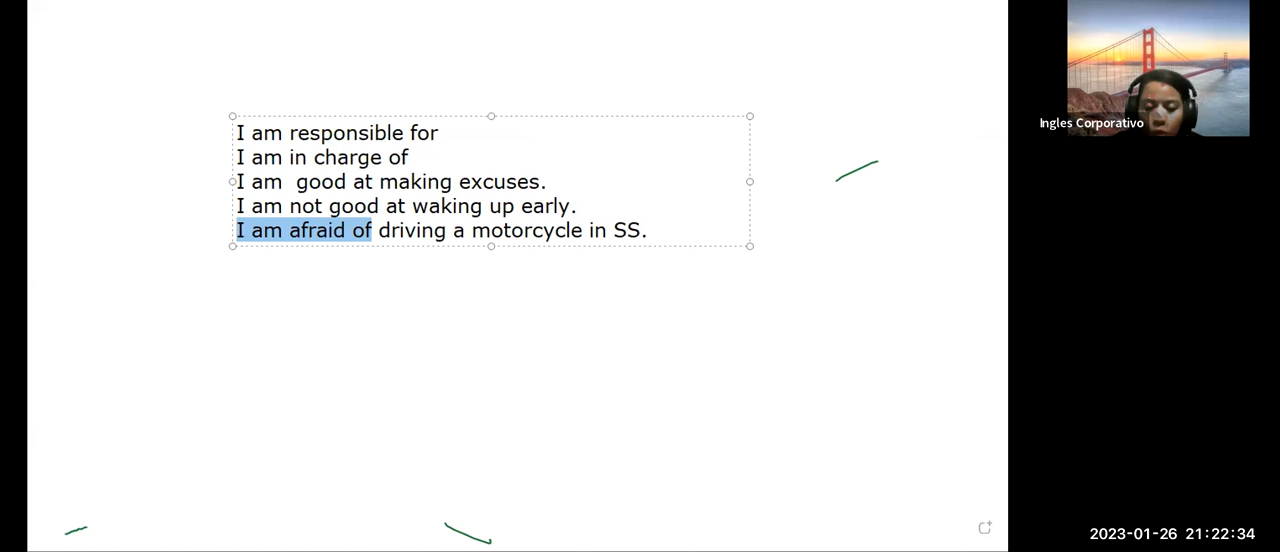 I am responsible for
I am in charge of
I am  good at making excuses.
I am not good at waking up early.
I am afraid of driving a motorcycle in SS.
Ingles Corporativo
2023-01-26 21:22:34